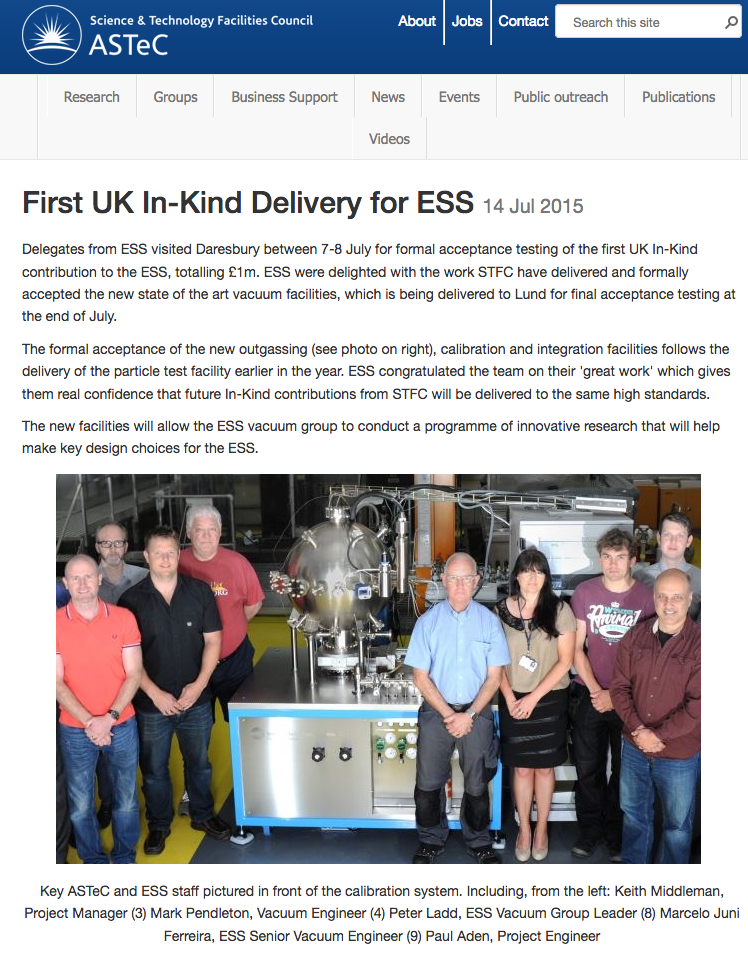 Science & Technology Facilities Council
ASTeC
About
Jobs
Contact
Search this site
Research
Groups
Business Support
News
Events
Public outreach
Publications
Videos
First UK In-Kind Delivery for ESS 14 Jul 2015
Delegates from ESS visited Daresbury between 7-8 July for formal acceptance testing of the first UK In-Kind
contribution to the ESS, totalling £1m. ESS were delighted with the work STFC have delivered and formally
accepted the new state of the art vacuum facilities, which is being delivered to Lund for final acceptance testing at
the end of July.
The formal acceptance of the new outgassing (see photo on right), calibration and integration facilities follows the
delivery of the particle test facility earlier in the year. ESS congratulated the team on their 'great work' which gives
them real confidence that future In-Kind contributions from STFC will be delivered to the same high standards.
The new facilities will allow the ESS vacuum group to conduct a programme of innovative research that will help
make key design choices for the ESS.
Key ASTeC and ESS staff pictured in front of the calibration system. Including, from the left: Keith Middleman,
Project Manager (3) Mark Pendleton, Vacuum Engineer (4) Peter Ladd, ESS Vacuum Group Leader (8) Marcelo Juni
Ferreira, ESS Senior Vacuum Engineer (9) Paul Aden, Project Engineer